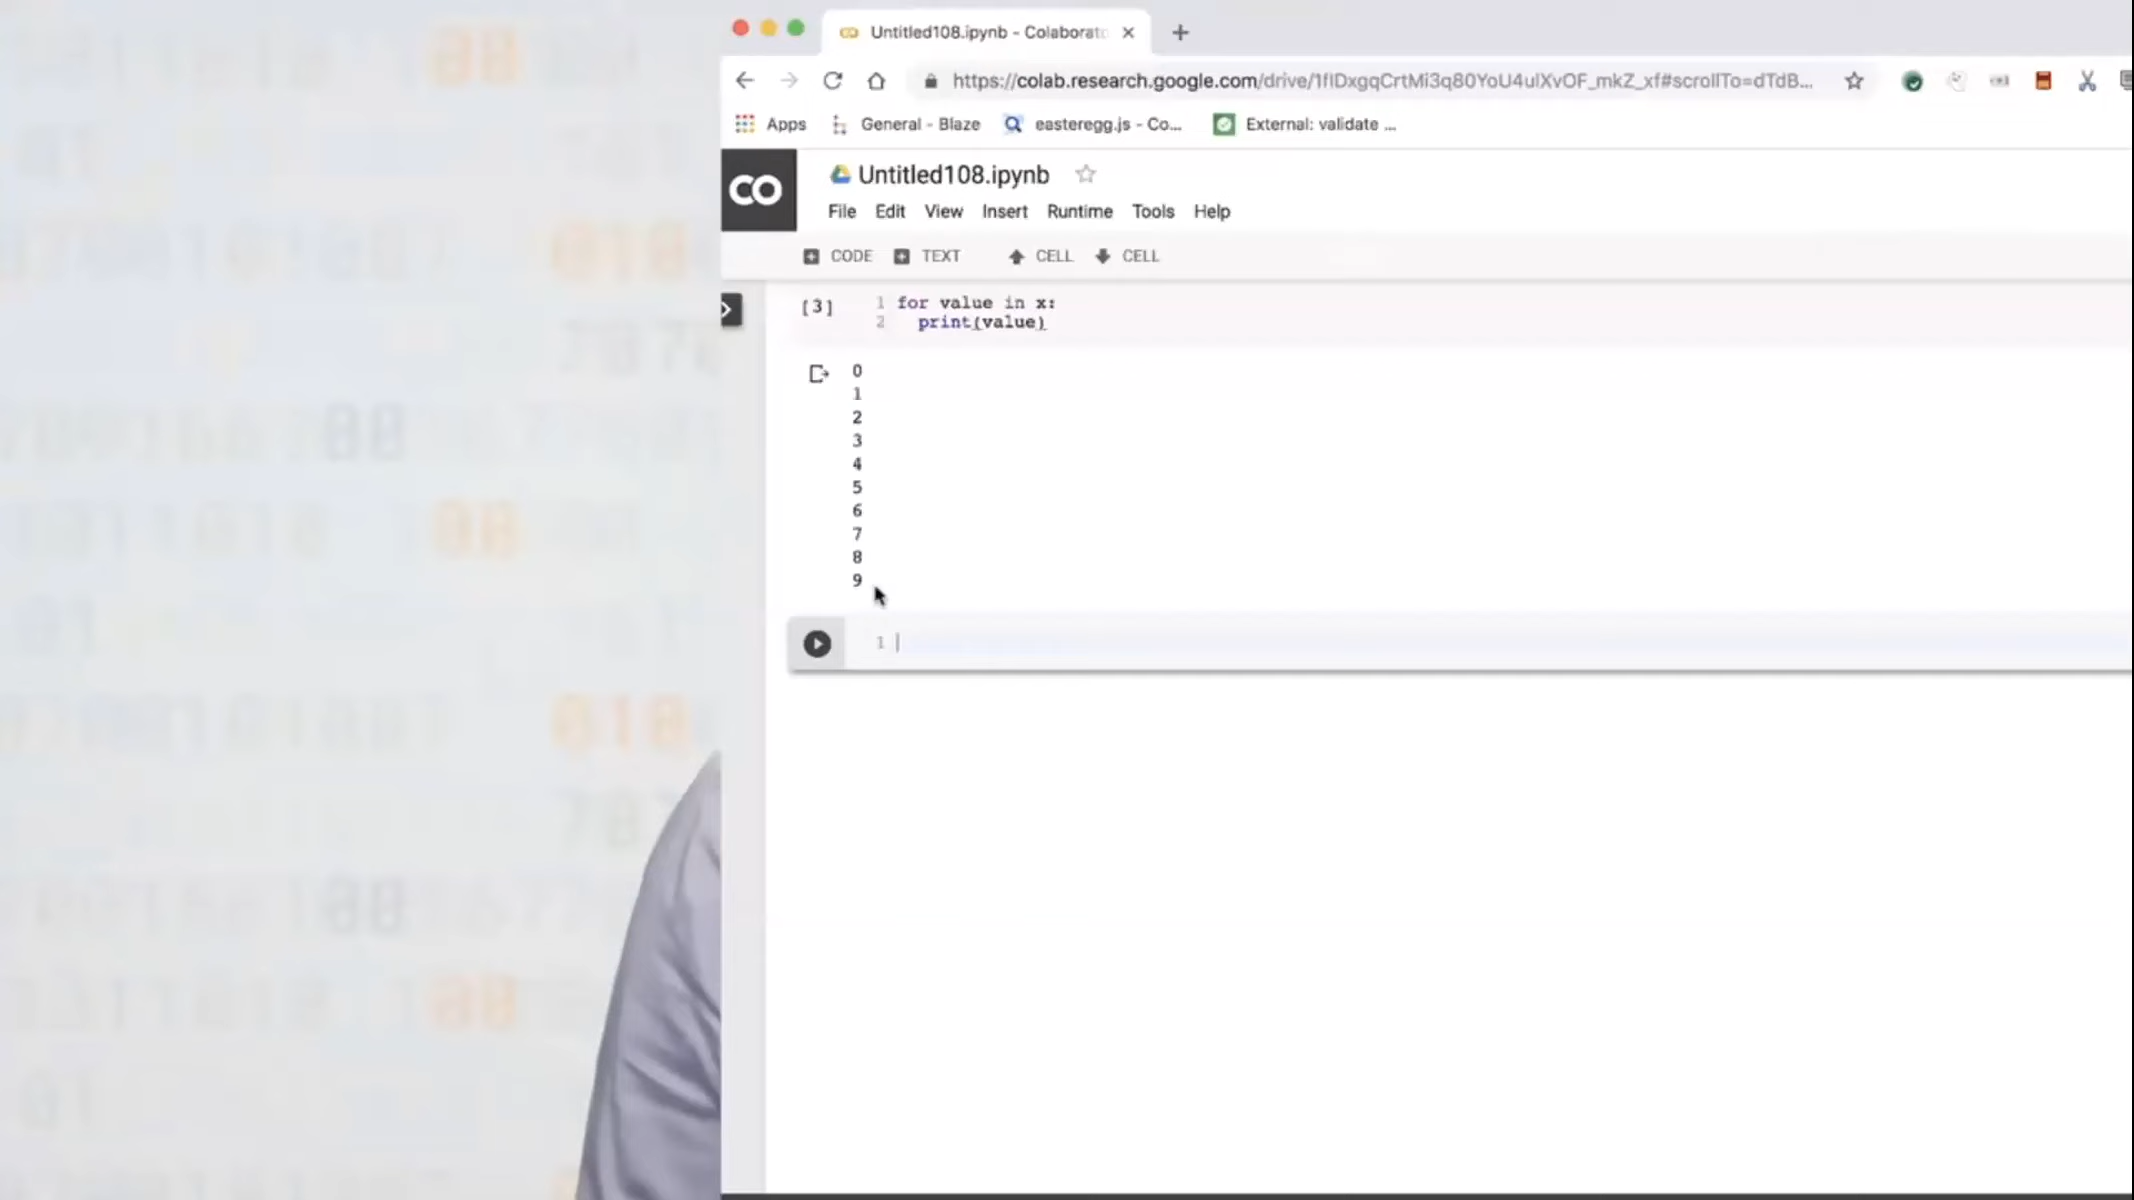 Untitled108.ipynb - Colaborato
https://colab.research.google.com/drive/1fIDxgqCrtMi3q80YoU4ulXvOF_mkZ_xf#scrollTo=dTdB...
Apps General - Blaze easteregg.js - Co... External: validate ...
CO Untitled108.ipynb
File Edit View Insert Runtime Tools Help
CODE TEXT CELL CELL
[3] 1 for value in x:
2 print(value)
0
1
2
3
4
5
6
7
8
9
1